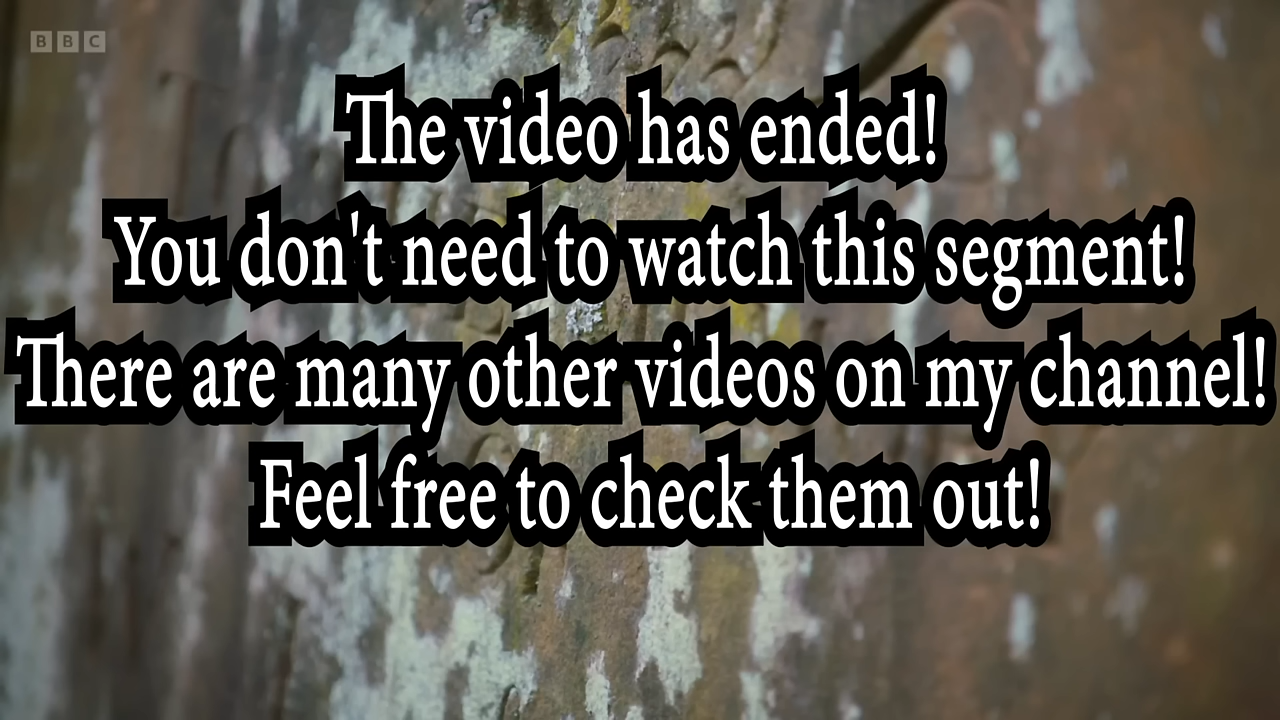 BBC
The video has ended!
You don't need to watch this segment!
There are many other videos on my channel!
Feel free to check them out!